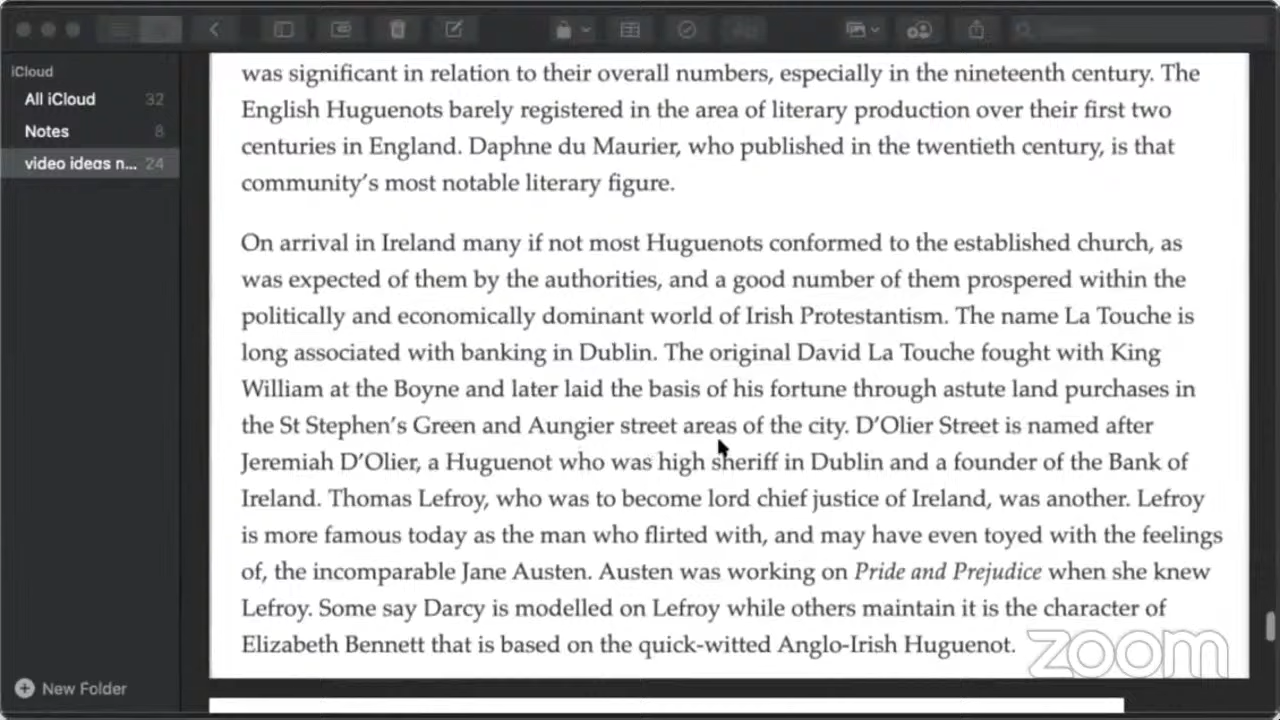 iCloud
All iCloud 32
Notes 8
video ideas n... 24
New Folder
was significant in relation to their overall numbers, especially in the nineteenth century. The
English Huguenots barely registered in the area of literary production over their first two
centuries in England. Daphne du Maurier, who published in the twentieth century, is that
community’s most notable literary figure.
On arrival in Ireland many if not most Huguenots conformed to the established church, as
was expected of them by the authorities, and a good number of them prospered within the
politically and economically dominant world of Irish Protestantism. The name La Touche is
long associated with banking in Dublin. The original David La Touche fought with King
William at the Boyne and later laid the basis of his fortune through astute land purchases in
the St Stephen’s Green and Aungier street areas of the city. D’Olier Street is named after
Jeremiah D’Olier, a Huguenot who was high sheriff in Dublin and a founder of the Bank of
Ireland. Thomas Lefroy, who was to become lord chief justice of Ireland, was another. Lefroy
is more famous today as the man who flirted with, and may have even toyed with the feelings
of, the incomparable Jane Austen. Austen was working on Pride and Prejudice when she knew
Lefroy. Some say Darcy is modelled on Lefroy while others maintain it is the character of
Elizabeth Bennett that is based on the quick-witted Anglo-Irish Huguenot.
zoom